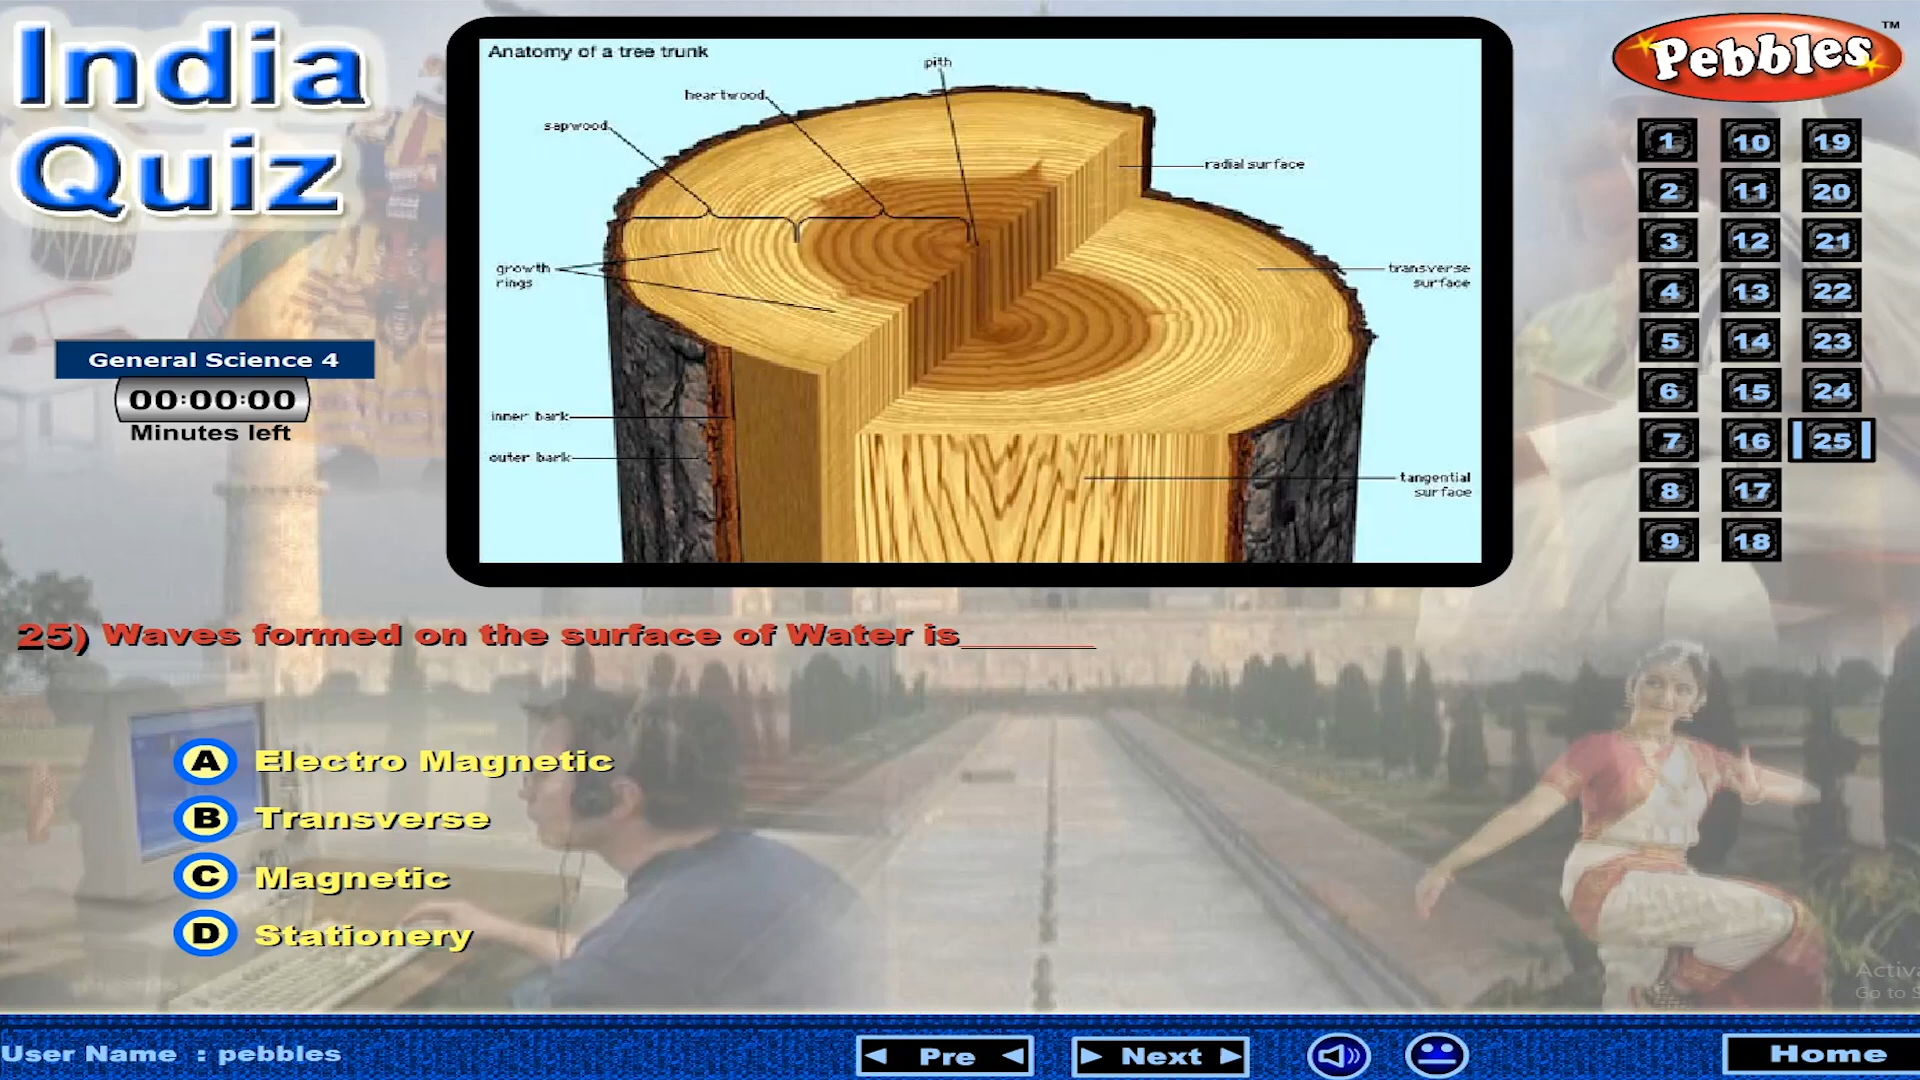 India
Quiz
General Science 4
00:00:00
Minutes left
Anatomy of a tree trunk
pith
heartwood
sapwood
radial surface
growth
rings
transverse
surface
inner bark
outer bark
tangential
surface
Pebbles
TM
1 10 19
2 11 20
3 12 21
4 13 22
5 14 23
6 15 24
7 16 25
8 17
9 18
25) Waves formed on the surface of Water is________
A Electro Magnetic
B Transverse
C Magnetic
D Stationery
User Name : pebbles
Pre
Next
Home